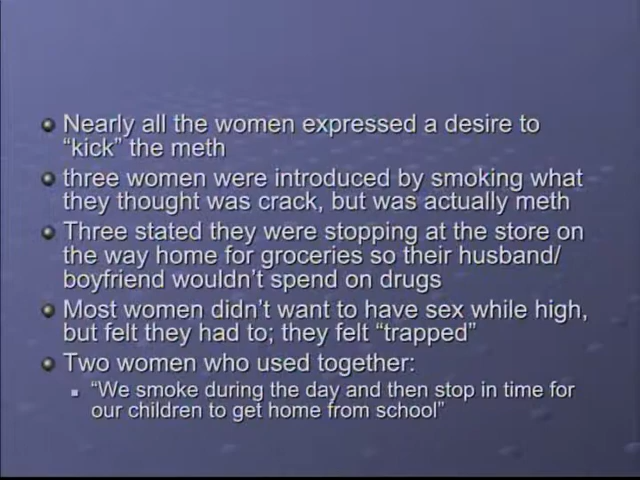 Nearly all the women expressed a desire to
“kick” the meth
three women were introduced by smoking what
they thought was crack, but was actually meth
Three stated they were stopping at the store on
the way home for groceries so their husband/
boyfriend wouldn’t spend on drugs
Most women didn’t want to have sex while high,
but felt they had to; they felt “trapped”
Two women who used together:
“We smoke during the day and then stop in time for
our children to get home from school”